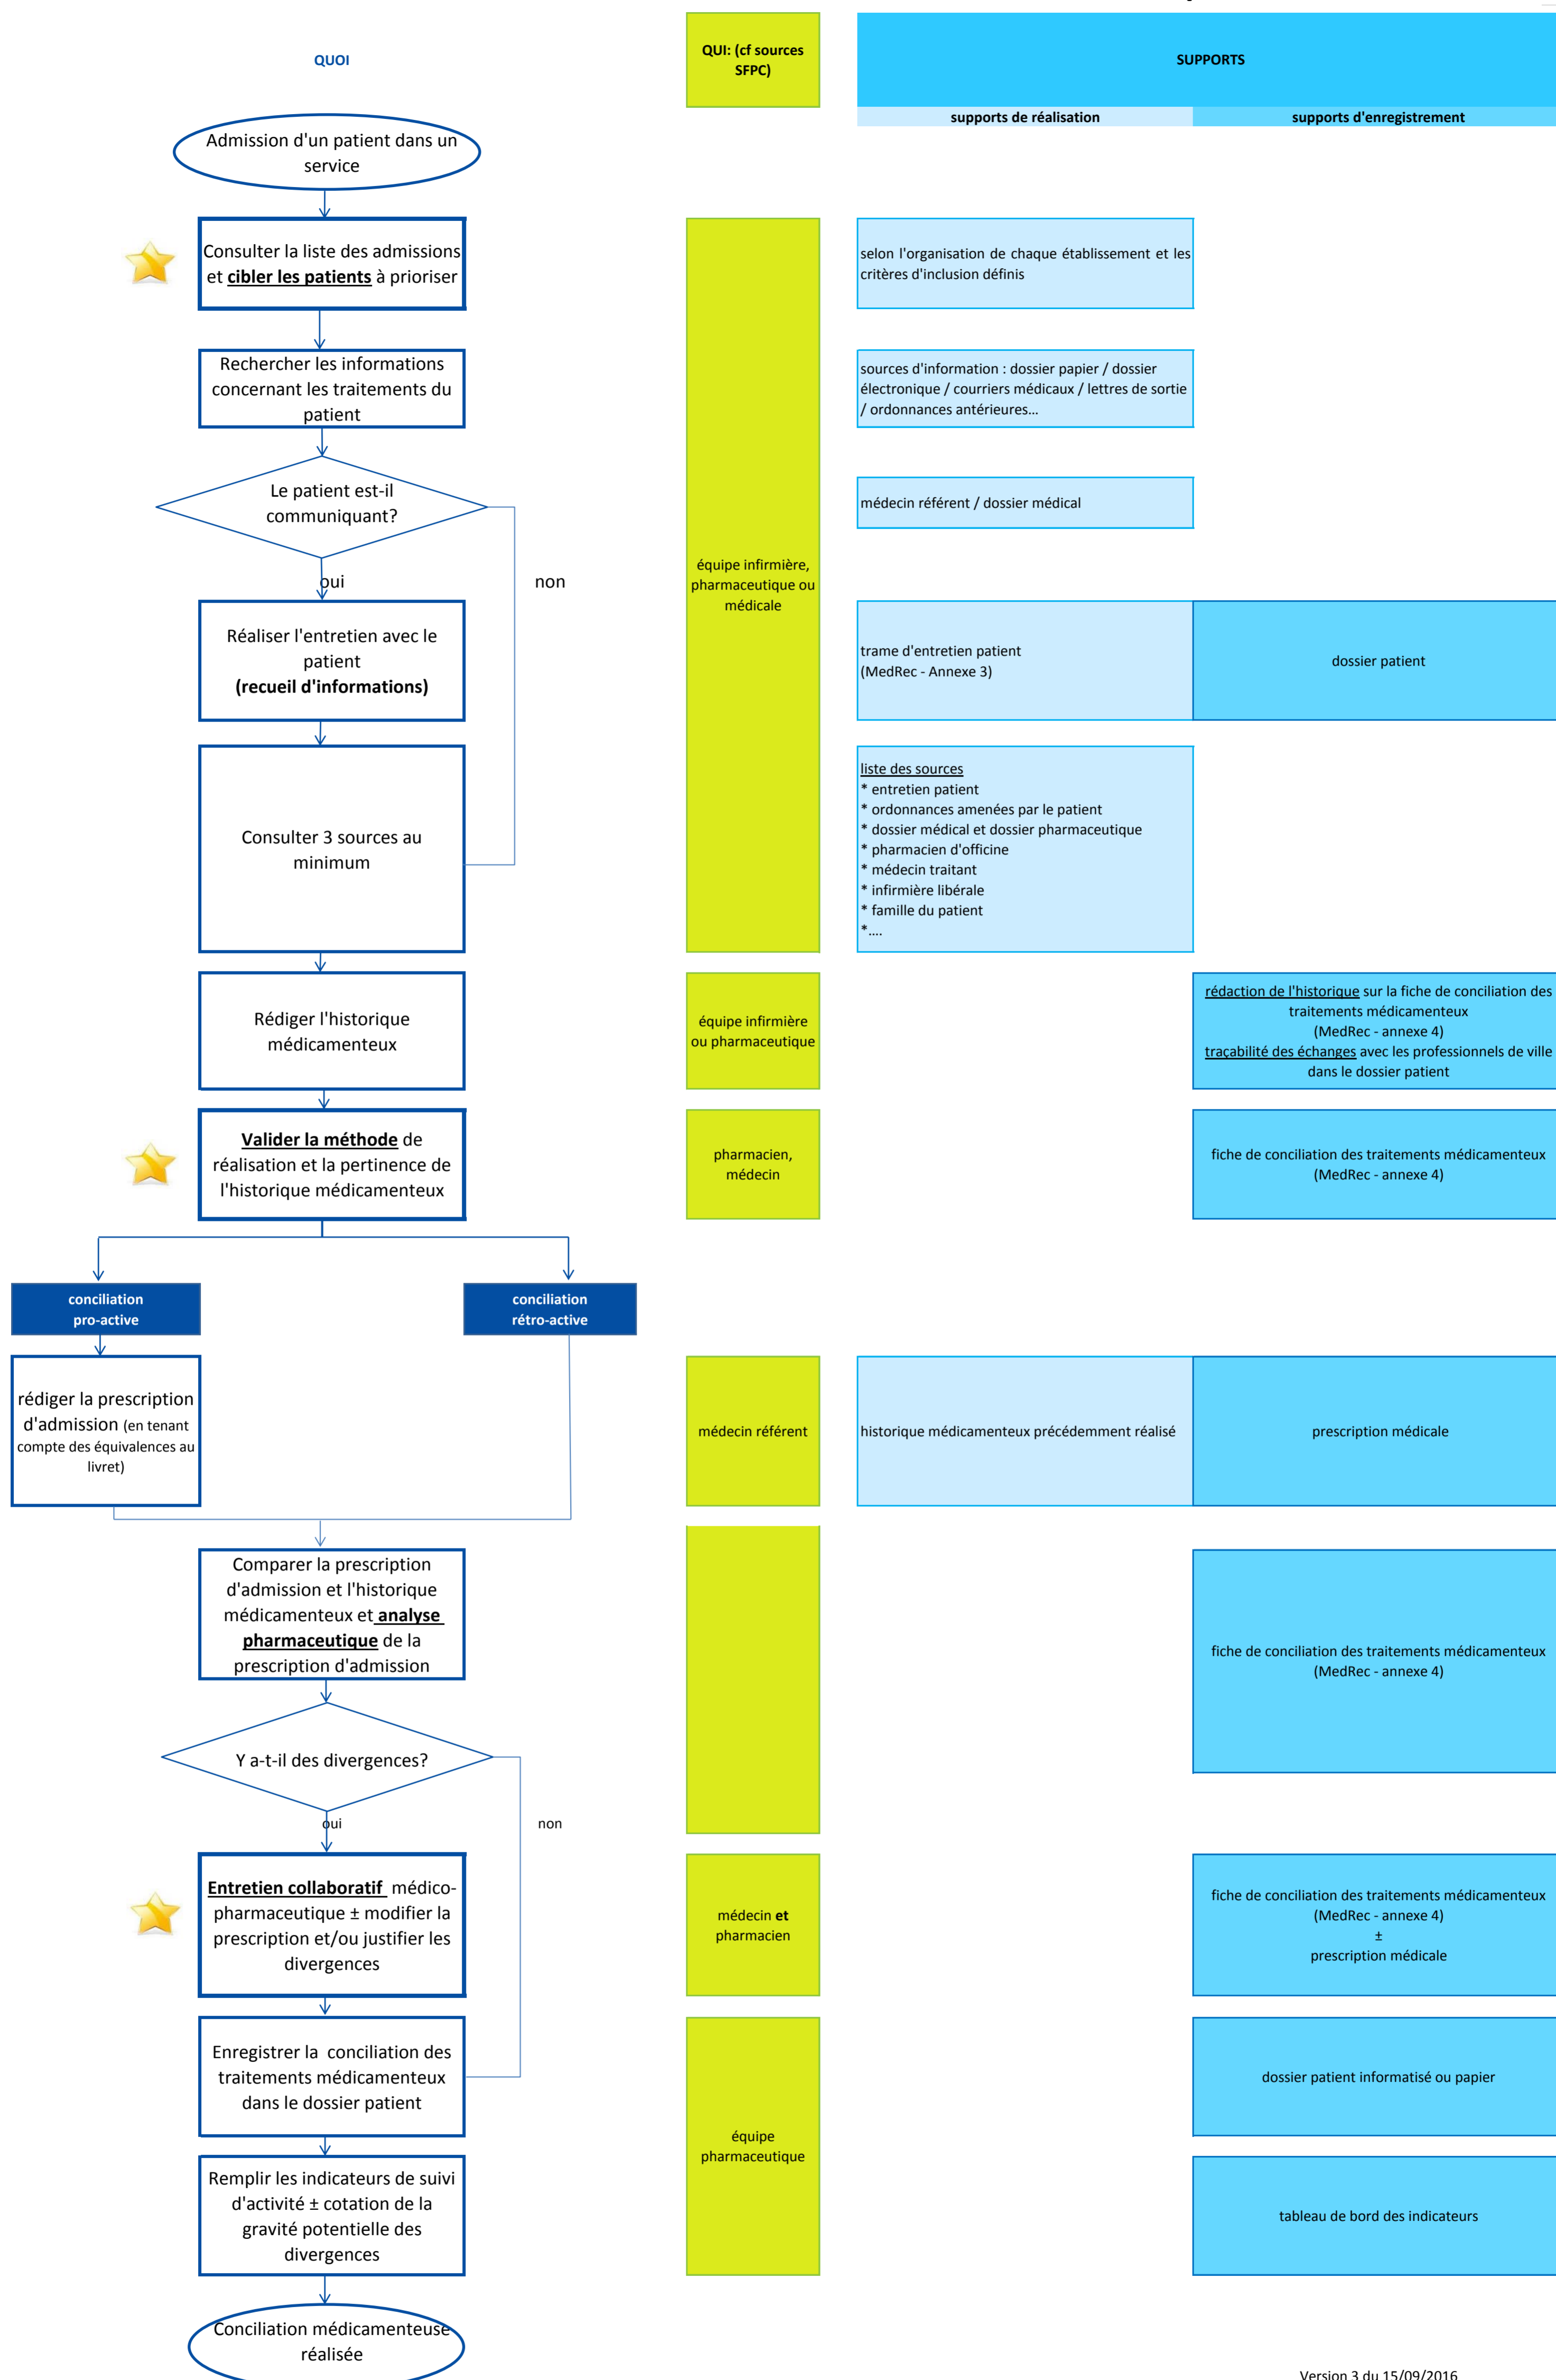 QUOI
QUI: (cf sources
SFPC)
SUPPORTS
supports de réalisation
supports d'enregistrement
Admission d'un patient dans un
service
Consulter la liste des admissions
et cibler les patients à prioriser
selon l'organisation de chaque établissement et les
critères d'inclusion définis
Rechercher les informations
concernant les traitements du
patient
sources d'information : dossier papier / dossier
électronique / courriers médicaux / lettres de sortie
/ ordonnances antérieures...
Le patient est-il
communiquant?
médecin référent / dossier médical
oui
non
équipe infirmière,
pharmaceutique ou
médicale
Réaliser l'entretien avec le
patient
(recueil d'informations)
trame d'entretien patient
(MedRec - Annexe 3)
dossier patient
Consulter 3 sources au
minimum
liste des sources
* entretien patient
* ordonnances amenées par le patient
* dossier médical et dossier pharmaceutique
* pharmacien d'officine
* médecin traitant
* infirmière libérale
* famille du patient
*....
Rédiger l'historique
médicamenteux
équipe infirmière
ou pharmaceutique
rédaction de l'historique sur la fiche de conciliation des
traitements médicamenteux
(MedRec - annexe 4)
traçabilité des échanges avec les professionnels de ville
dans le dossier patient
Valider la méthode de
réalisation et la pertinence de
l'historique médicamenteux
pharmacien,
médecin
fiche de conciliation des traitements médicamenteux
(MedRec - annexe 4)
conciliation
pro-active
conciliation
rétro-active
rédiger la prescription
d'admission (en tenant
compte des équivalences au
livret)
médecin référent
historique médicamenteux précédemment réalisé
prescription médicale
Comparer la prescription
d'admission et l'historique
médicamenteux et analyse
pharmaceutique de la
prescription d'admission
fiche de conciliation des traitements médicamenteux
(MedRec - annexe 4)
Y a-t-il des divergences?
oui
non
Entretien collaboratif médico-
pharmaceutique ± modifier la
prescription et/ou justifier les
divergences
médecin et
pharmacien
fiche de conciliation des traitements médicamenteux
(MedRec - annexe 4)
±
prescription médicale
Enregistrer la conciliation des
traitements médicamenteux
dans le dossier patient
dossier patient informatisé ou papier
équipe
pharmaceutique
Remplir les indicateurs de suivi
d'activité ± cotation de la
gravité potentielle des
divergences
tableau de bord des indicateurs
Conciliation médicamenteuse
réalisée
Version 3 du 15/09/2016